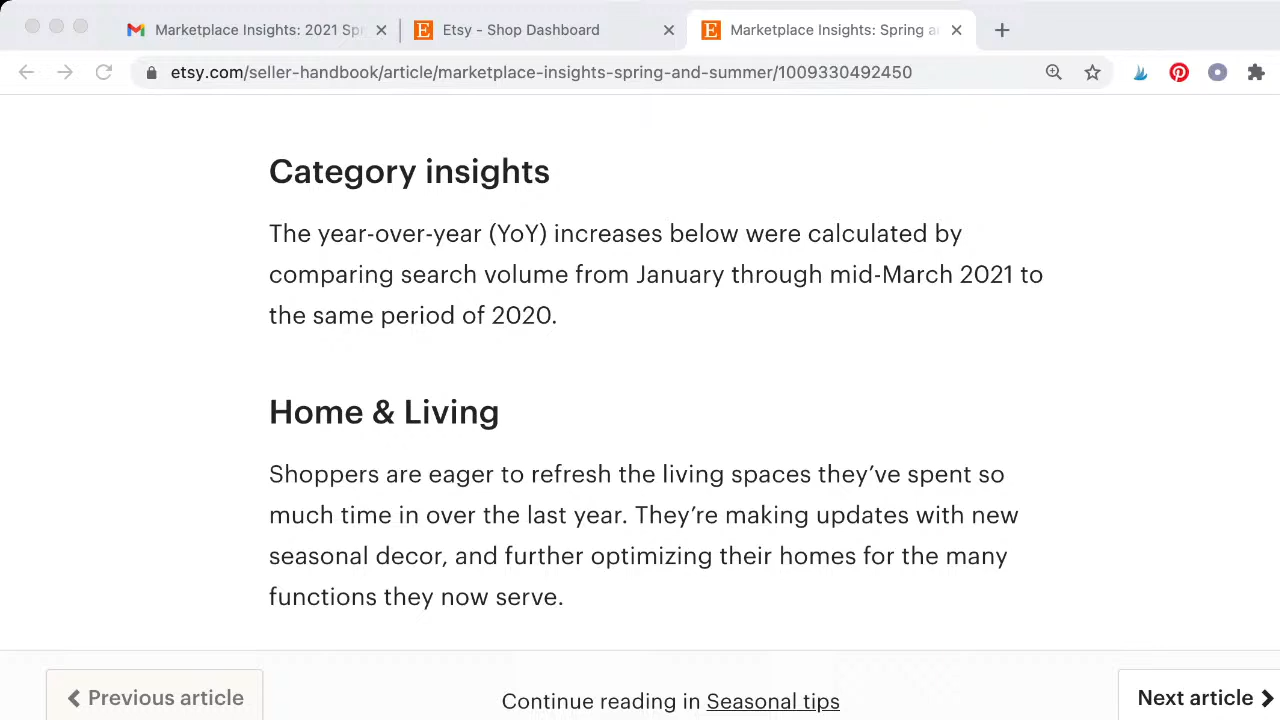 Marketplace Insights: 2021 Spr
Etsy - Shop Dashboard
Marketplace Insights: Spring a
etsy.com/seller-handbook/article/marketplace-insights-spring-and-summer/1009330492450
Category insights
The year-over-year (YoY) increases below were calculated by
comparing search volume from January through mid-March 2021 to
the same period of 2020.
Home & Living
Shoppers are eager to refresh the living spaces they’ve spent so
much time in over the last year. They’re making updates with new
seasonal decor, and further optimizing their homes for the many
functions they now serve.
Previous article
Continue reading in Seasonal tips
Next article